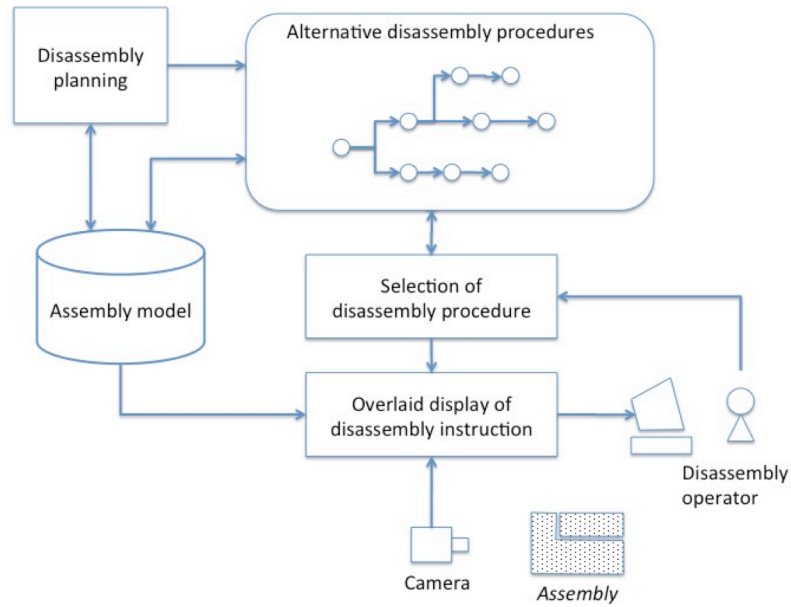 Disassembly
planning
Alternative disassembly procedures
Assembly model
Selection of
disassembly procedure
Overlaid display of
disassembly instruction
Disassembly
operator
Camera
Assembly